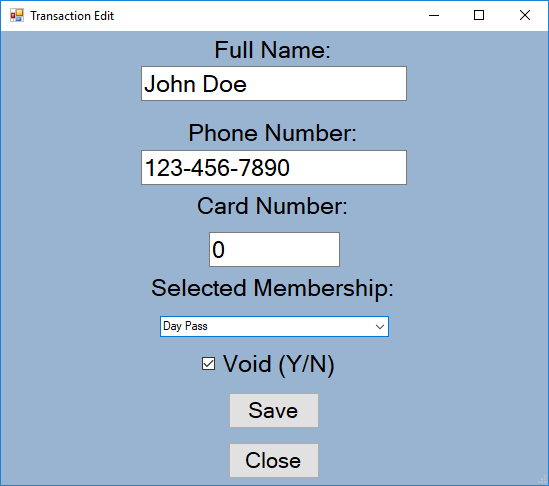 Transaction Edit
Full Name:
John Doe
Phone Number:
123-456-7890
Card Number:
0
Selected Membership:
Day Pass
Void (Y/N)
Save
Close